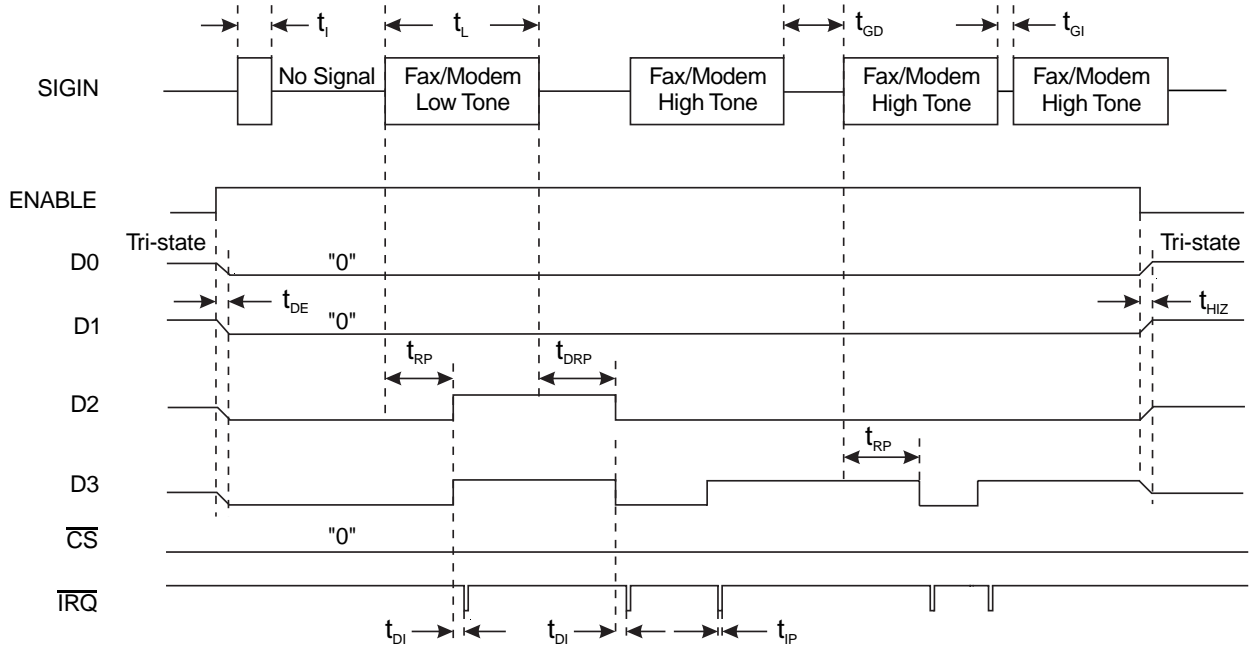 t_I
t_L
t_GD
t_GI
SIGIN
No Signal
Fax/Modem
Low Tone
Fax/Modem
High Tone
Fax/Modem
High Tone
Fax/Modem
High Tone
ENABLE
Tri-state
Tri-state
D0
"0"
t_DE
t_HIZ
D1
"0"
t_RP
t_DRP
D2
t_RP
D3
CS
"0"
IRQ
t_DI
t_DI
t_IP